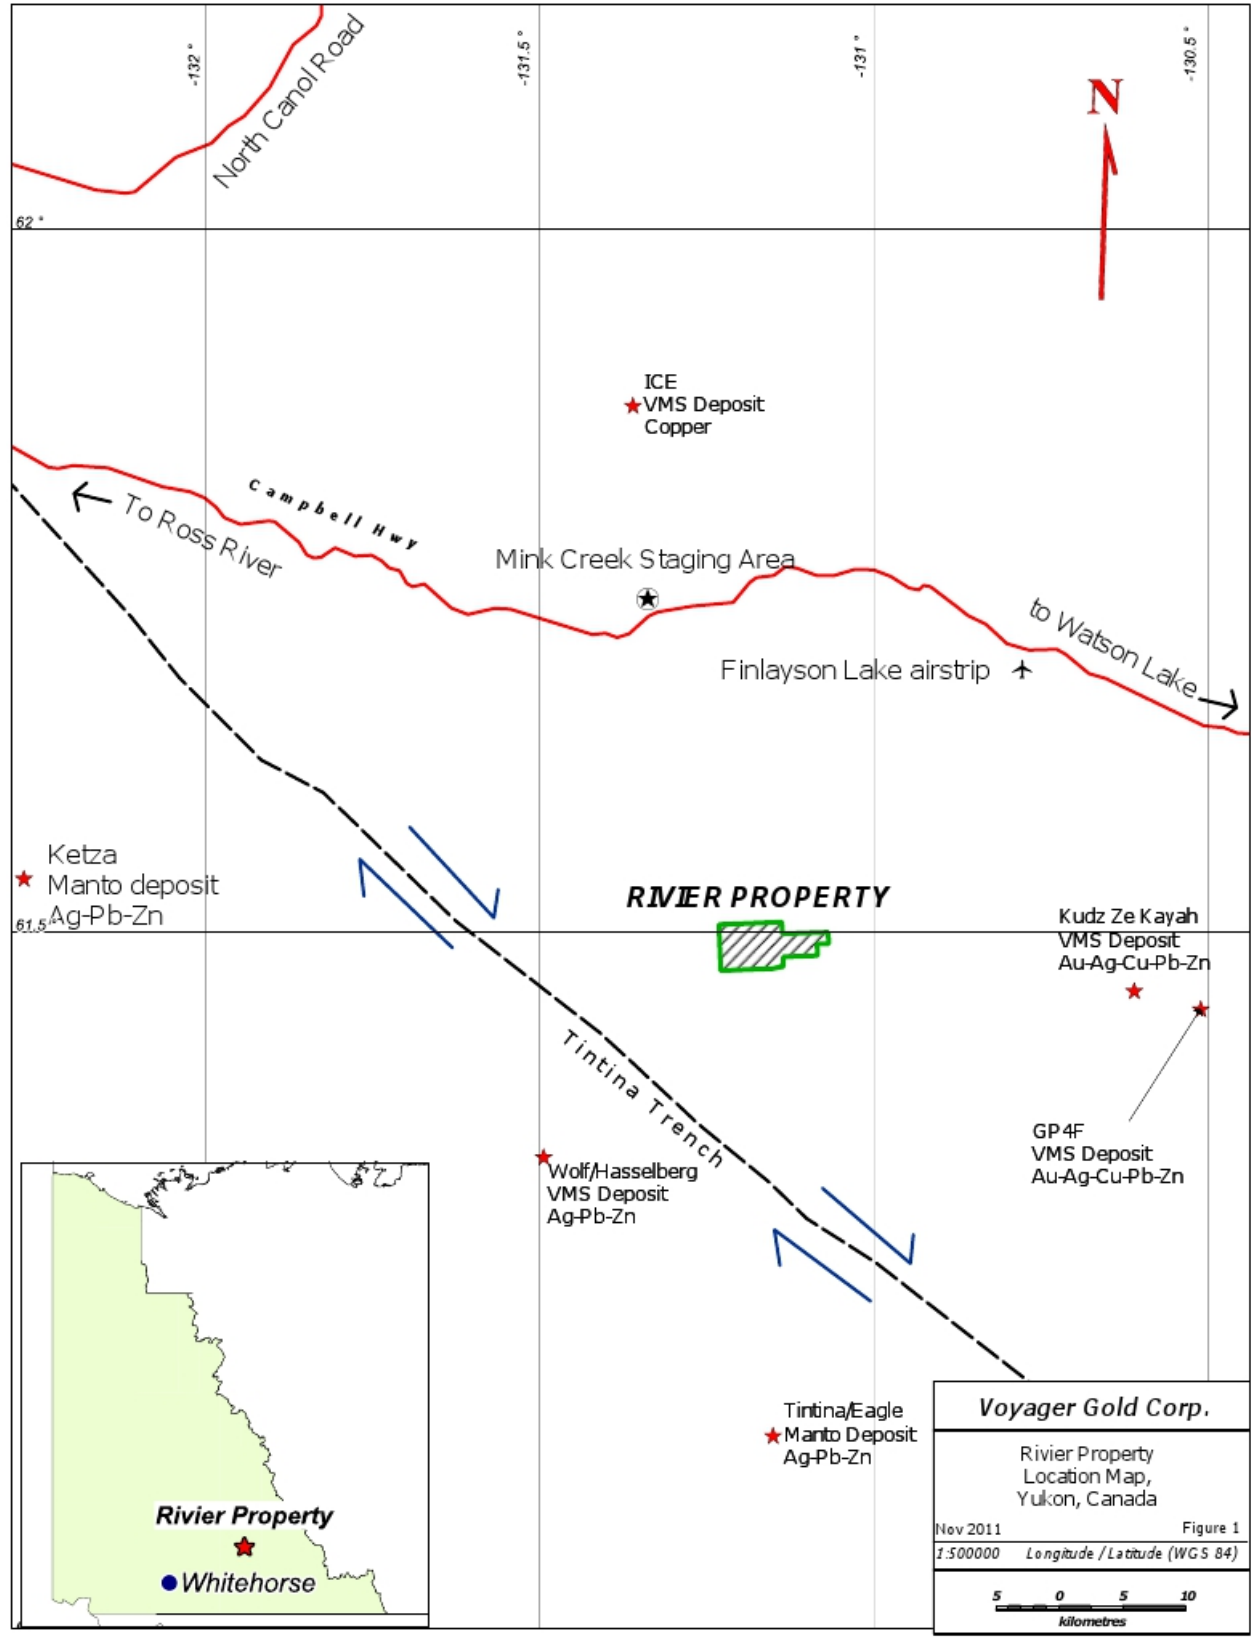 -132 °
-131.5 °
-131 °
-130.5 °
North Canol Road
N
62 °
ICE
VMS Deposit
Copper
Campbell Hwy
To Ross River
Mink Creek Staging Area
to Watson Lake
Finlayson Lake airstrip
Ketza
Manto deposit
Ag-Pb-Zn
61.5 °
RIVIER PROPERTY
Kudz Ze Kayah
VMS Deposit
Au-Ag-Cu-Pb-Zn
Tintina Trench
GP4F
VMS Deposit
Au-Ag-Cu-Pb-Zn
Wolf/Hasselberg
VMS Deposit
Ag-Pb-Zn
Tintina/Eagle
Manto Deposit
Ag-Pb-Zn
Rivier Property
Whitehorse
Voyager Gold Corp.
Rivier Property
Location Map,
Yukon, Canada
Nov 2011 Figure 1
1:500000 Longitude / Latitude (WGS 84)
5 0 5 10
kilometres